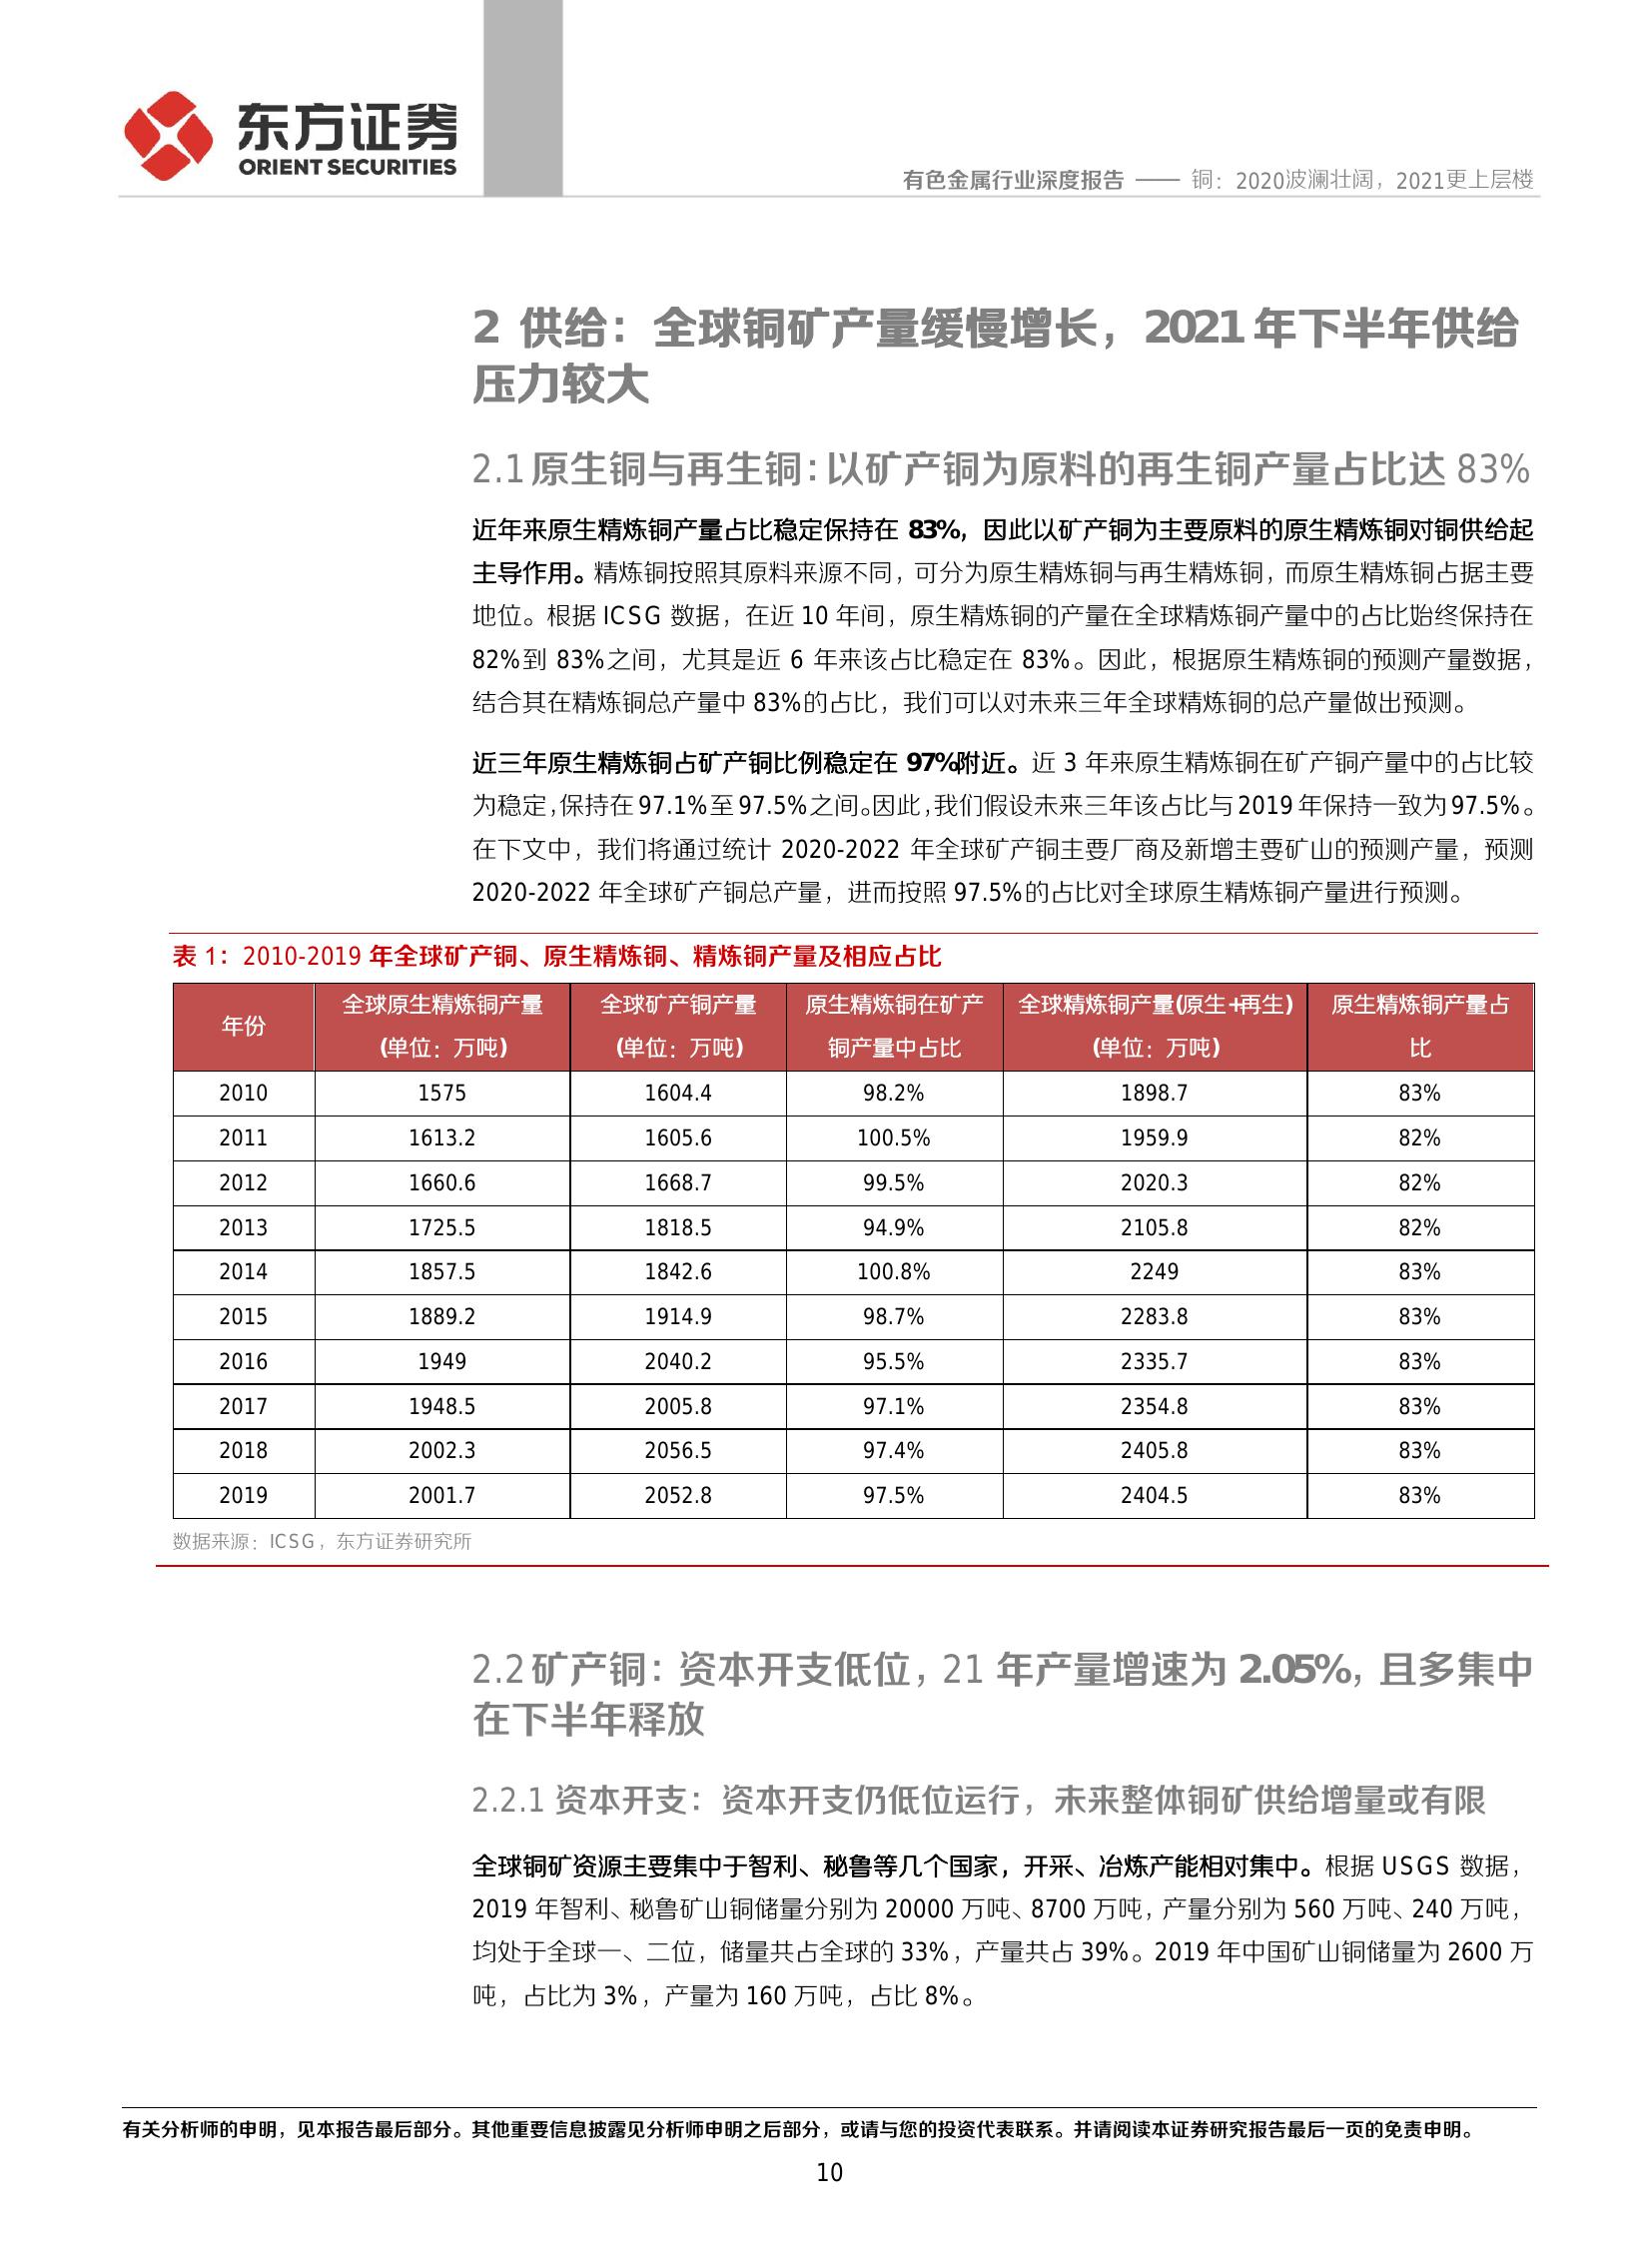 东方证券
ORIENT SECURITIES
有色金属行业深度报告 —— 铜：2020波澜壮阔，2021更上层楼
2 供给：全球铜矿产量缓慢增长，2021年下半年供给
压力较大
2.1原生铜与再生铜：以矿产铜为原料的再生铜产量占比达 83%
近年来原生精炼铜产量占比稳定保持在 83%，因此以矿产铜为主要原料的原生精炼铜对铜供给起
主导作用。精炼铜按照其原料来源不同，可分为原生精炼铜与再生精炼铜，而原生精炼铜占据主要
地位。根据 ICSG 数据，在近 10 年间，原生精炼铜的产量在全球精炼铜产量中的占比始终保持在
82%到 83%之间，尤其是近 6 年来该占比稳定在 83%。因此，根据原生精炼铜的预测产量数据，
结合其在精炼铜总产量中 83%的占比，我们可以对未来三年全球精炼铜的总产量做出预测。
近三年原生精炼铜占矿产铜比例稳定在 97%附近。近 3 年来原生精炼铜在矿产铜产量中的占比较
为稳定，保持在 97.1%至 97.5%之间。因此，我们假设未来三年该占比与 2019 年保持一致为 97.5%。
在下文中，我们将通过统计 2020-2022 年全球矿产铜主要厂商及新增主要矿山的预测产量，预测
2020-2022 年全球矿产铜总产量，进而按照 97.5%的占比对全球原生精炼铜产量进行预测。
表 1：2010-2019 年全球矿产铜、原生精炼铜、精炼铜产量及相应占比
年份 全球原生精炼铜产量 全球矿产铜产量 原生精炼铜在矿产 全球精炼铜产量(原生+再生) 原生精炼铜产量占
(单位：万吨) (单位：万吨) 铜产量中占比 (单位：万吨) 比
2010 1575 1604.4 98.2% 1898.7 83%
2011 1613.2 1605.6 100.5% 1959.9 82%
2012 1660.6 1668.7 99.5% 2020.3 82%
2013 1725.5 1818.5 94.9% 2105.8 82%
2014 1857.5 1842.6 100.8% 2249 83%
2015 1889.2 1914.9 98.7% 2283.8 83%
2016 1949 2040.2 95.5% 2335.7 83%
2017 1948.5 2005.8 97.1% 2354.8 83%
2018 2002.3 2056.5 97.4% 2405.8 83%
2019 2001.7 2052.8 97.5% 2404.5 83%
数据来源：ICSG，东方证券研究所
2.2矿产铜：资本开支低位，21 年产量增速为 2.05%，且多集中
在下半年释放
2.2.1 资本开支：资本开支仍低位运行，未来整体铜矿供给增量或有限
全球铜矿资源主要集中于智利、秘鲁等几个国家，开采、冶炼产能相对集中。根据 USGS 数据，
2019 年智利、秘鲁矿山铜储量分别为 20000 万吨、8700 万吨，产量分别为 560 万吨、240 万吨，
均处于全球一、二位，储量共占全球的 33%，产量共占 39%。2019 年中国矿山铜储量为 2600 万
吨，占比为 3%，产量为 160 万吨，占比 8%。
有关分析师的申明，见本报告最后部分。其他重要信息披露见分析师申明之后部分，或请与您的投资代表联系。并请阅读本证券研究报告最后一页的免责申明。
10